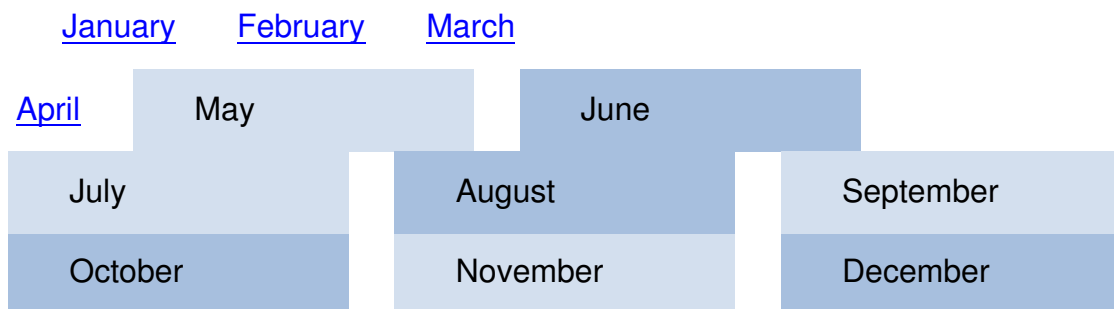 January February March
April May June
July August September
October November December